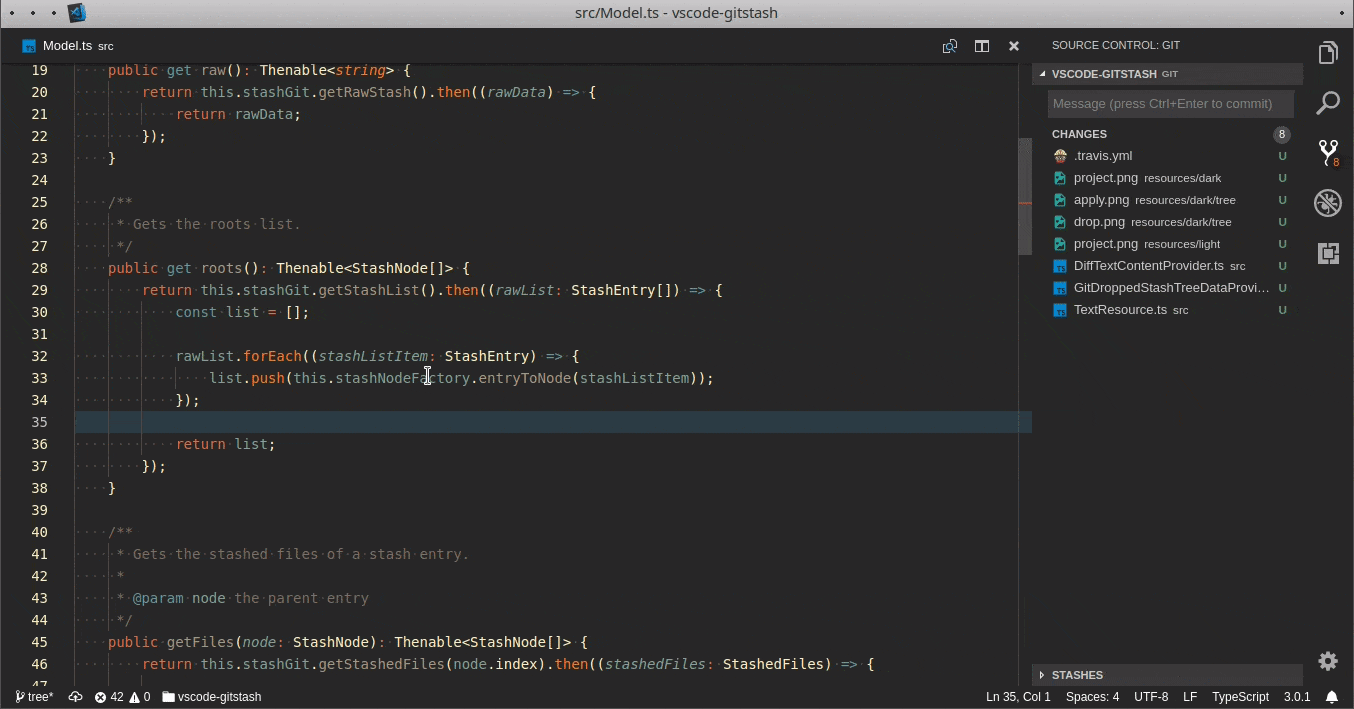 src/Model.ts - vscode-gitstash
Model.ts src
19 public get raw(): Thenable<string> {
20 return this.stashGit.getRawStash().then((rawData) => {
21 return rawData;
22 });
23 }
24
25 /**
26 * Gets the roots list.
27 */
28 public get roots(): Thenable<StashNode[]> {
29 return this.stashGit.getStashList().then((rawList: StashEntry[]) => {
30 const list = [];
31
32 rawList.forEach((stashListItem: StashEntry) => {
33 list.push(this.stashNodeFactory.entryToNode(stashListItem));
34 });
35
36 return list;
37 });
38 }
39
40 /**
41 * Gets the stashed files of a stash entry.
42 *
43 * @param node the parent entry
44 */
45 public getFiles(node: StashNode): Thenable<StashNode[]> {
46 return this.stashGit.getStashedFiles(node.index).then((stashedFiles: StashedFiles) => {
47
SOURCE CONTROL: GIT
VSCODE-GITSTASH GIT
Message (press Ctrl+Enter to commit)
CHANGES 8
.travis.yml U
project.png resources/dark U
apply.png resources/dark/tree U
drop.png resources/dark/tree U
project.png resources/light U
DiffTextContentProvider.ts src U
GitDroppedStashTreeDataProvi... U
TextResource.ts src U
STASHES
8
tree* 42 0 vscode-gitstash
Ln 35, Col 1 Spaces: 4 UTF-8 LF TypeScript 3.0.1